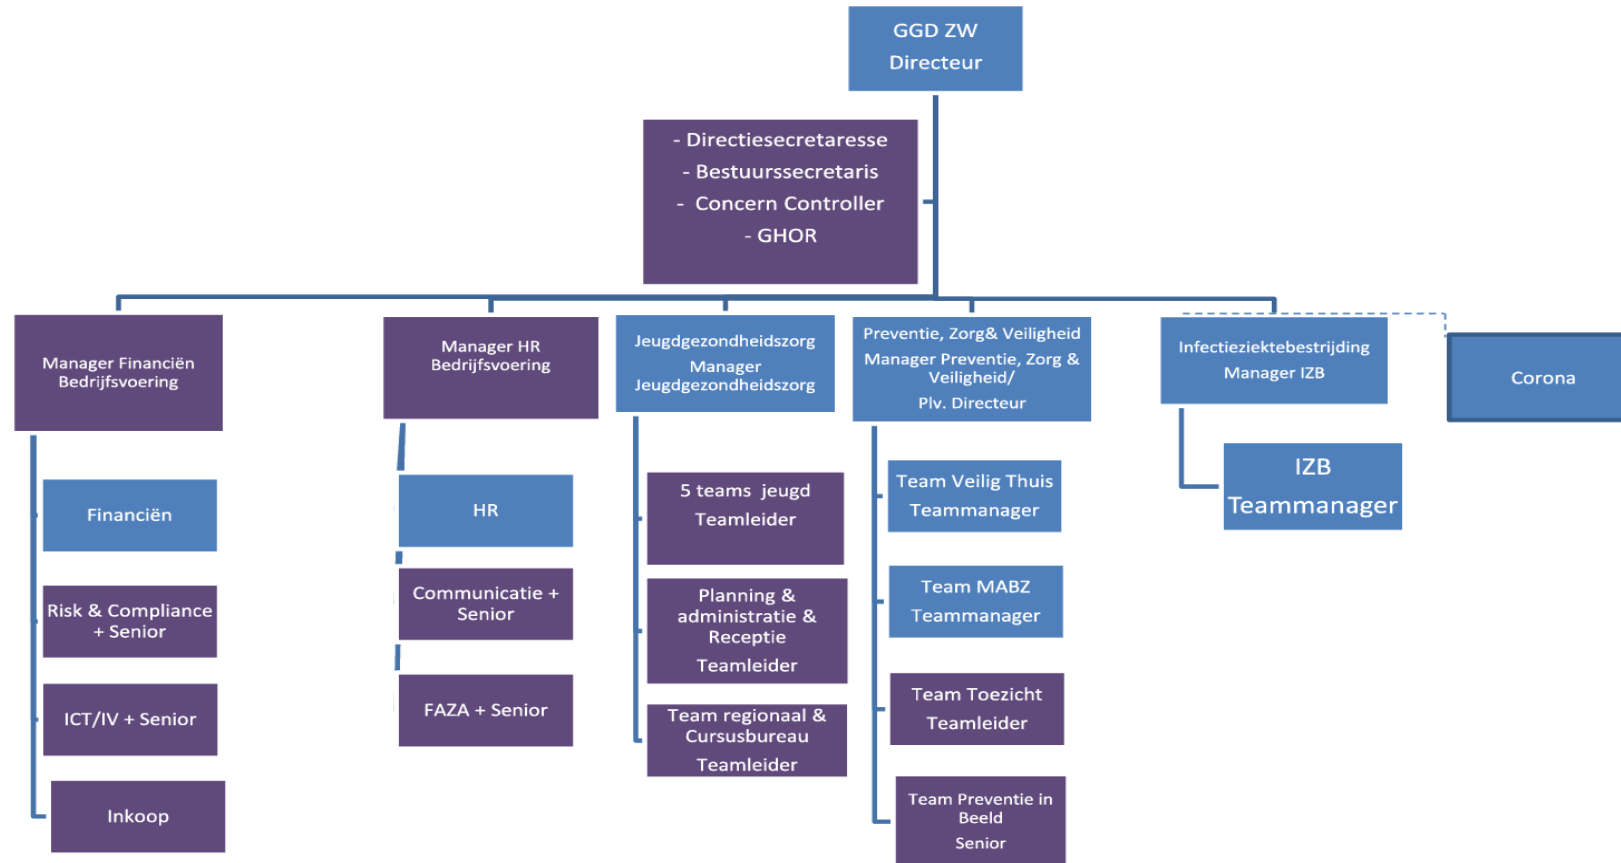 GGD ZW
Directeur
- Directiesecretaresse
- Bestuurssecretaris
- Concern Controller
- GHOR
Manager Financiën
Bedrijfsvoering
Manager HR
Bedrijfsvoering
Jeugdgezondheidszorg
Manager
Jeugdgezondheidszorg
Preventie, Zorg& Veiligheid
Manager Preventie, Zorg &
Veiligheid/
Plv. Directeur
Infectieziektebestrijding
Manager IZB
Corona
Financiën
Risk & Compliance
+ Senior
ICT/IV + Senior
Inkoop
HR
Communicatie +
Senior
FAZA + Senior
5 teams jeugd
Teamleider
Planning &
administratie &
Receptie
Teamleider
Team regionaal &
Cursusbureau
Teamleider
Team Veilig Thuis
Teammanager
Team MABZ
Teammanager
Team Toezicht
Teamleider
Team Preventie in
Beeld
Senior
IZB
Teammanager